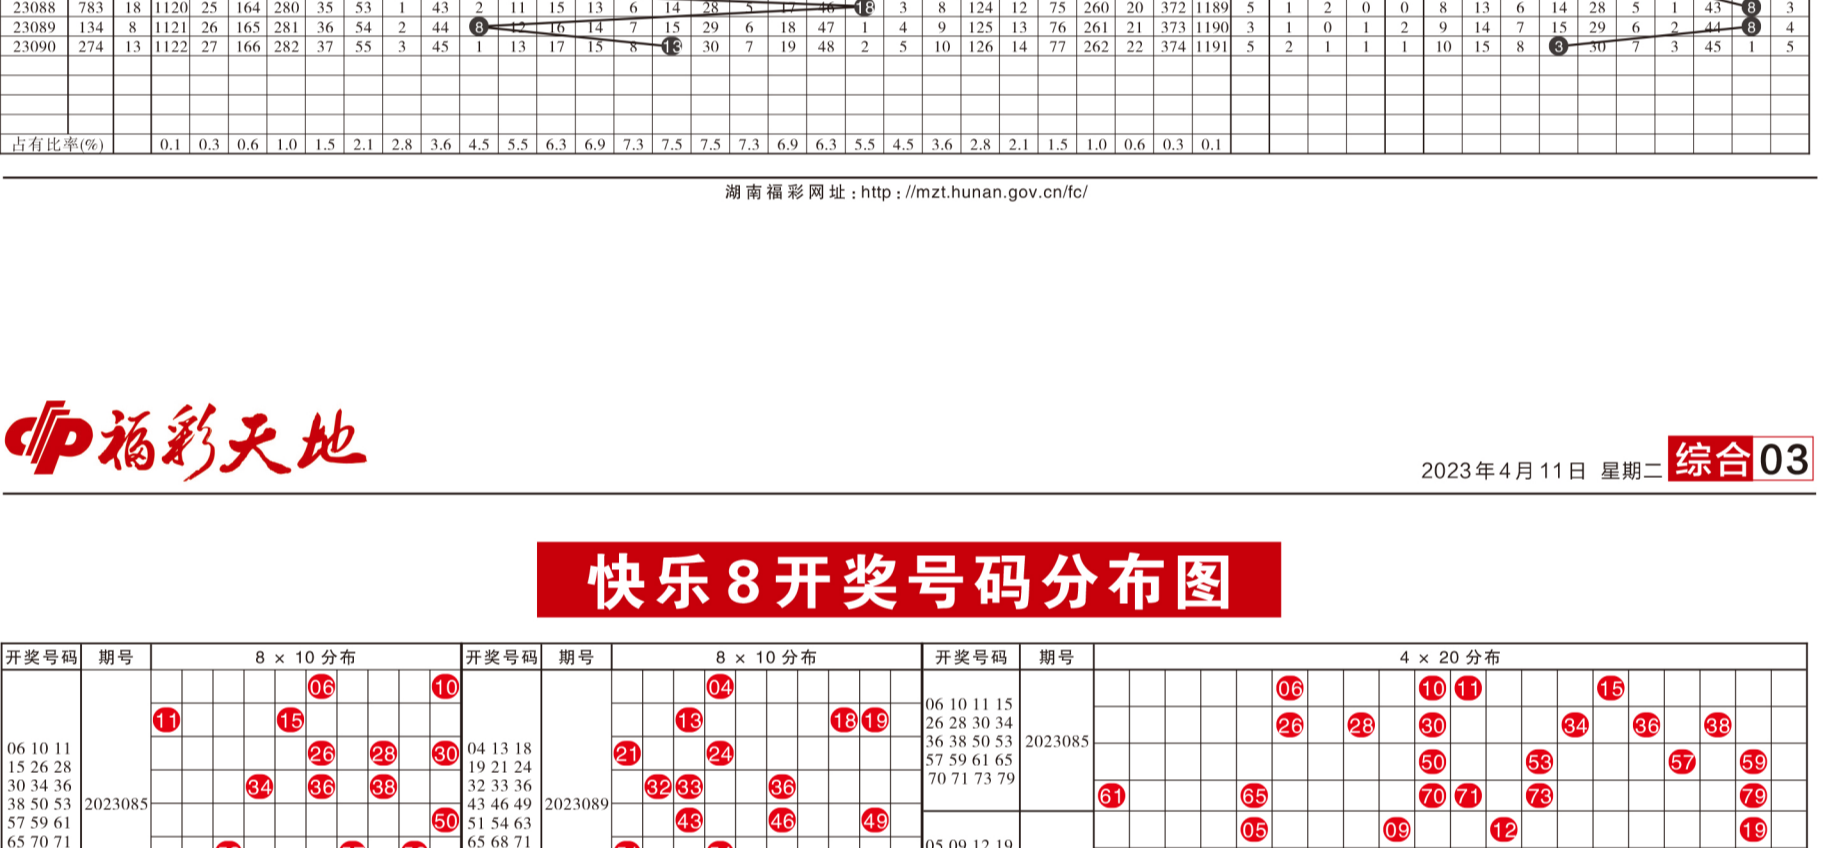 23088 783 18 1120 25 164 280 35 53 1 43 2 11 15 13 6 14 28 5 17 46 18 3 8 124 12 75 260 20 372 1189 5 1 2 0 0 8 13 6 14 28 5 1 43 8 3
23089 134 8 1121 26 165 281 36 54 2 44 8 12 16 14 7 15 29 6 18 47 1 4 9 125 13 76 261 21 373 1190 3 1 0 1 2 9 14 7 15 29 6 2 44 8 4
23090 274 13 1122 27 166 282 37 55 3 45 1 13 17 15 8 13 30 7 19 48 2 5 10 126 14 77 262 22 374 1191 5 2 1 1 1 10 15 8 3 30 7 3 45 1 5
占有比率(%) 0.1 0.3 0.6 1.0 1.5 2.1 2.8 3.6 4.5 5.5 6.3 6.9 7.3 7.5 7.5 7.3 6.9 6.3 5.5 4.5 3.6 2.8 2.1 1.5 1.0 0.6 0.3 0.1
湖南福彩网址:http://mzt.hunan.gov.cn/fc/
福彩天地
2023年4月11日 星期二 综合 03
快乐8开奖号码分布图
开奖号码 期号 8 × 10 分布 开奖号码 期号 8 × 10 分布 开奖号码 期号 4 × 20 分布
06 10 11
15 26 28
30 34 36
38 50 53
57 59 61
65 70 71
2023085
06 10
11 15
26 28 30
34 36 38
50
04 13 18
19 21 24
32 33 36
43 46 49
51 54 63
65 68 71
2023089
04
13 18 19
21 24
32 33 36
43 46 49
06 10 11 15
26 28 30 34
36 38 50 53
57 59 61 65
70 71 73 79
2023085
06 10 11 15
26 28 30 34 36 38
50 53 57 59
61 65 70 71 73 79
05 09 12 19
05 09 12 19